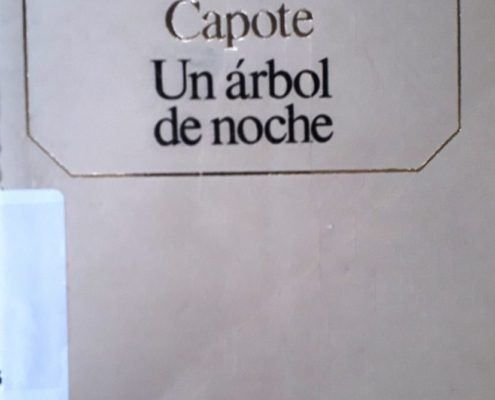 Capote
Un árbol
de noche